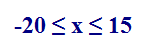 -20 ≤ x ≤ 15